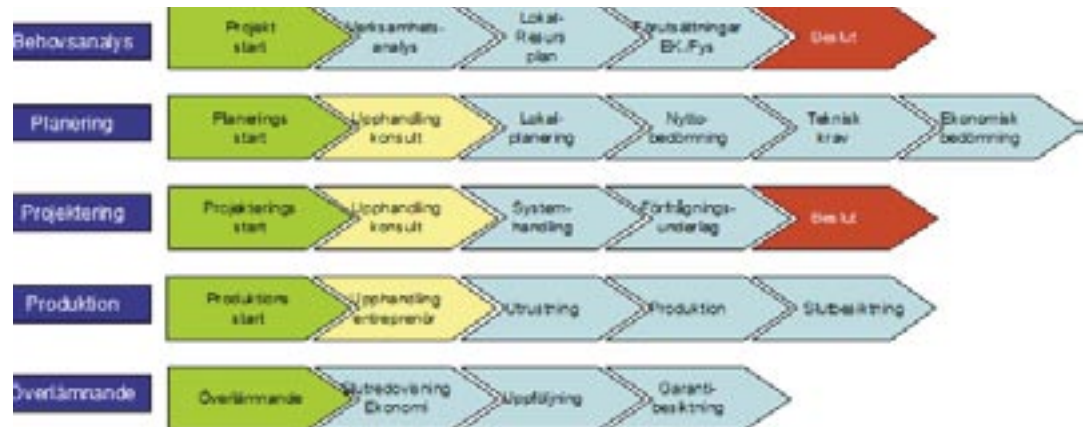 Behovsanalys
Projekt
start
Verksamhets-
analys
Lokal-
Resurs
plan
Förutsättningar
EK./Fys
Beslut
Planering
Planerings
start
Upphandling
konsult
Lokal-
planering
Nytto
bedömning
Teknisk
krav
Ekonomisk
bedömning
Projektering
Projekterings
start
Upphandling
konsult
System-
handling
Förfrågnings-
underlag
Beslut
Produktion
Produktions
start
Upphandling
entreprenör
Utrustning
Produktion
Slutbesiktning
Överlämnande
Överlämnande
Slutredovisning
Ekonomi
Uppföljning
Garanti-
besiktning